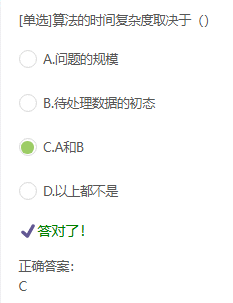 [单选]算法的时间复杂度取决于（）
A.问题的规模
B.待处理数据的初态
C.A和B
D.以上都不是
答对了！
正确答案：
C